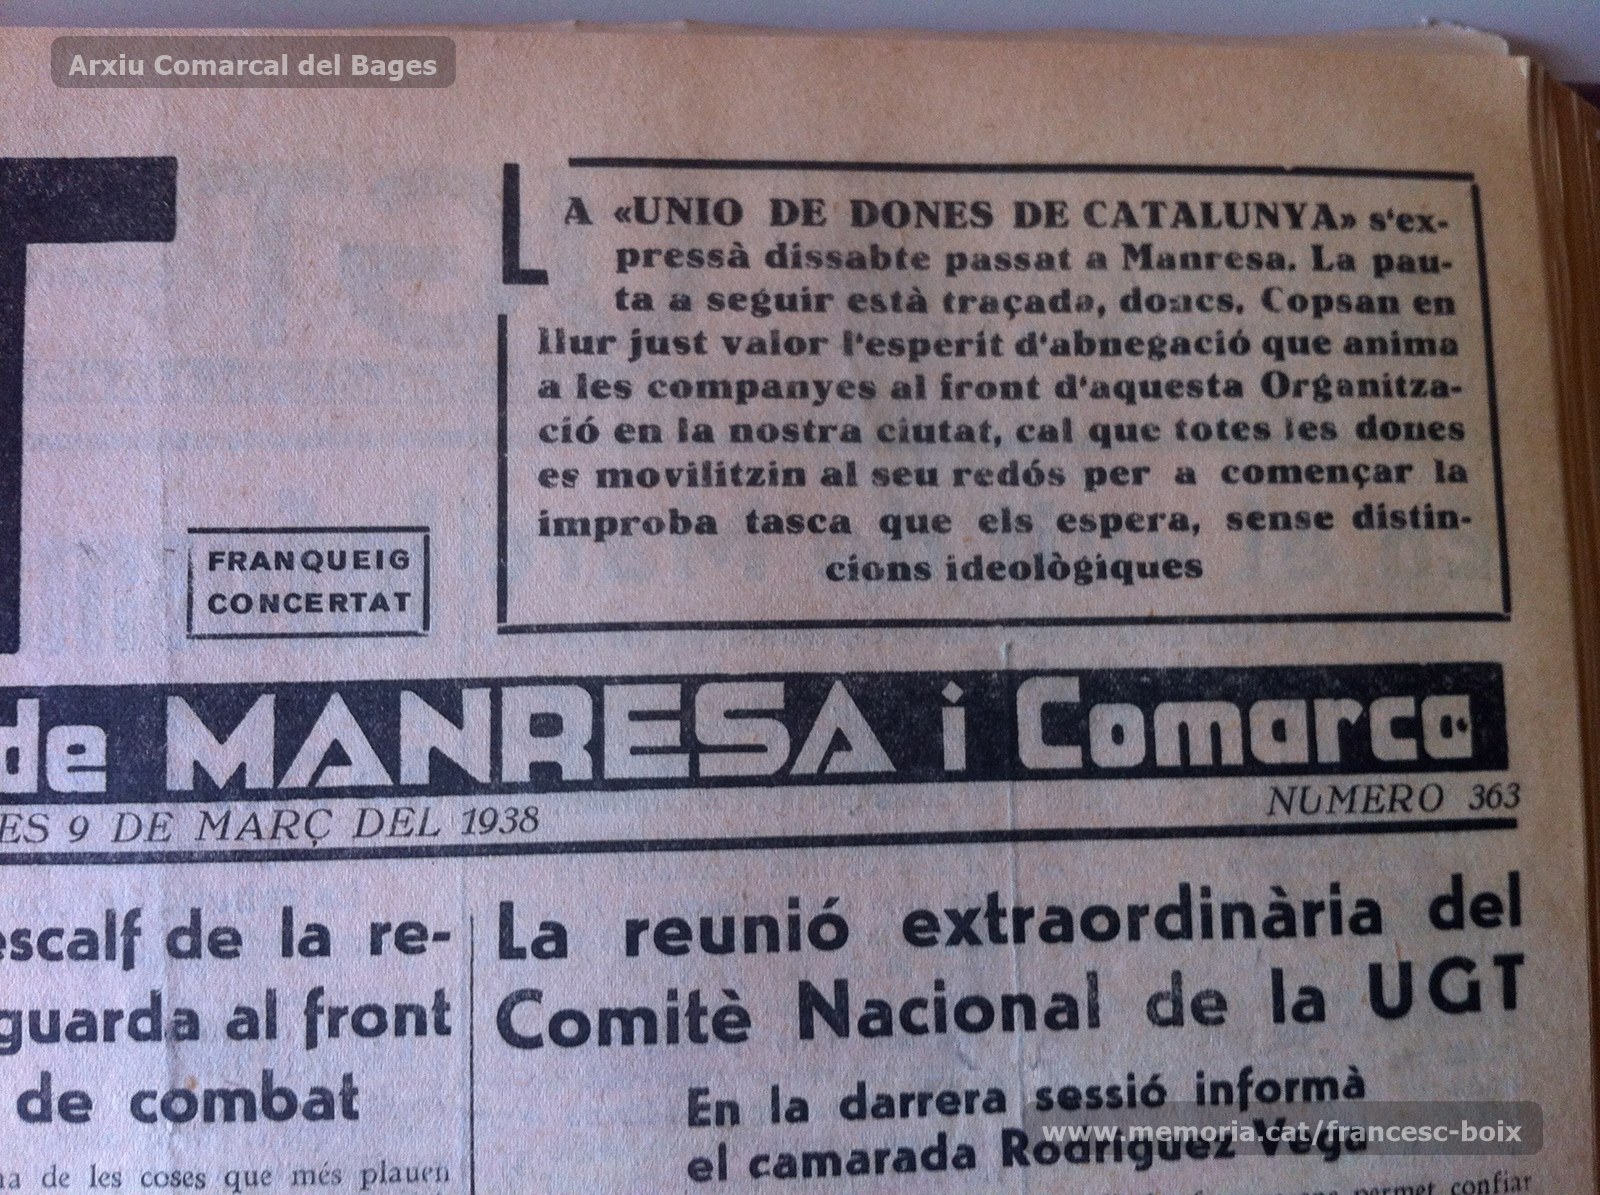 Arxiu Comarcal del Bages
T
LA «UNIO DE DONES DE CATALUNYA» s'ex-
pressà dissabte passat a Manresa. La pau-
ta a seguir està traçada, doncs. Copsan en
llur just valor l'esperit d'abnegació que anima
a les companyes al front d'aquesta Organitza-
ció en la nostra ciutat, cal que totes les dones
es movilitzin al seu redós per a començar la
improba tasca que els espera, sense distin-
cions ideològiques
FRANQUEIG
CONCERTAT
de MANRESA i Comarca
ES 9 DE MARÇ DEL 1938
NUMERO 363
escalf de la re-
guarda al front
de combat
na de les coses que més plauen
La reunió extraordinària del
Comitè Nacional de la UGT
En la darrera sessió informà
el camarada Rodríguez Vega
permet confiar
www.memoria.cat/francesc-boix